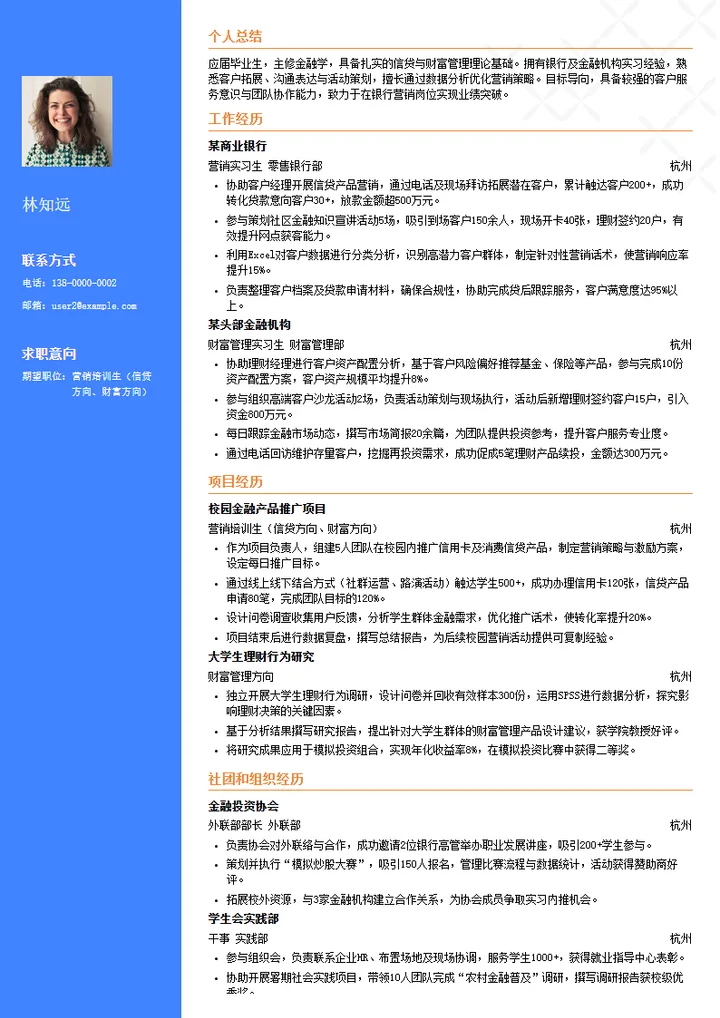 林知远
联系方式
电话：138-0000-0002
邮箱：user2@example.com
求职意向
期望职位：营销培训生（信贷
方向、财富方向）
个人总结
应届毕业生，主修金融学，具备扎实的信贷与财富管理理论基础。拥有银行及金融机构实习经验，熟
悉客户拓展、沟通表达与活动策划，擅长通过数据分析优化营销策略。目标导向，具备较强的客户服
务意识与团队协作能力，致力于在银行营销岗位实现业绩突破。
工作经历
某商业银行
营销实习生 零售银行部 杭州
• 协助客户经理开展信贷产品营销，通过电话及现场拜访拓展潜在客户，累计触达客户200+，成功
转化贷款意向客户30+，放款金额超500万元。
• 参与策划社区金融知识宣讲活动5场，吸引到场客户150余人，现场开卡40张，理财签约20户，有
效提升网点获客能力。
• 利用Excel对客户数据进行分类分析，识别高潜力客户群体，制定针对性营销话术，使营销响应率
提升15%。
• 负责整理客户档案及贷款申请材料，确保合规性，协助完成贷后跟踪服务，客户满意度达95%以
上。
某头部金融机构
财富管理实习生 财富管理部 杭州
• 协助理财经理进行客户资产配置分析，基于客户风险偏好推荐基金、保险等产品，参与完成10份
资产配置方案，客户资产规模平均提升8%。
• 参与组织高端客户沙龙活动2场，负责活动策划与现场执行，活动后新增理财签约客户15户，引入
资金800万元。
• 每日跟踪金融市场动态，撰写市场简报20余篇，为团队提供投资参考，提升客户服务专业度。
• 通过电话回访维护存量客户，挖掘再投资需求，成功促成5笔理财产品续投，金额达300万元。
项目经历
校园金融产品推广项目
营销培训生（信贷方向、财富方向） 杭州
• 作为项目负责人，组建5人团队在校园内推广信用卡及消费信贷产品，制定营销策略与激励方案，
设定每日推广目标。
• 通过线上线下结合方式（社群运营、路演活动）触达学生500+，成功办理信用卡120张，信贷产品
申请80笔，完成团队目标的120%。
• 设计问卷调查收集用户反馈，分析学生群体金融需求，优化推广话术，使转化率提升20%。
• 项目结束后进行数据复盘，撰写总结报告，为后续校园营销活动提供可复制经验。
大学生理财行为研究
财富管理方向 杭州
• 独立开展大学生理财行为调研，设计问卷并回收有效样本300份，运用SPSS进行数据分析，探究影
响理财决策的关键因素。
• 基于分析结果撰写研究报告，提出针对大学生群体的财富管理产品设计建议，获学院教授好评。
• 将研究成果应用于模拟投资组合，实现年化收益率8%，在模拟投资比赛中获得二等奖。
社团和组织经历
金融投资协会
外联部部长 外联部 杭州
• 负责协会对外联络与合作，成功邀请2位银行高管举办职业发展讲座，吸引200+学生参与。
• 策划并执行“模拟炒股大赛”，吸引150人报名，管理比赛流程与数据统计，活动获得赞助商好
评。
• 拓展校外资源，与3家金融机构建立合作关系，为协会成员争取实习内推机会。
学生会实践部
干事 实践部 杭州
• 参与组织会，负责联系企业HR、布置场地及现场协调，服务学生1000+，获得就业指导中心表彰。
• 协助开展暑期社会实践项目，带领10人团队完成“农村金融普及”调研，撰写调研报告获校级优
秀奖。